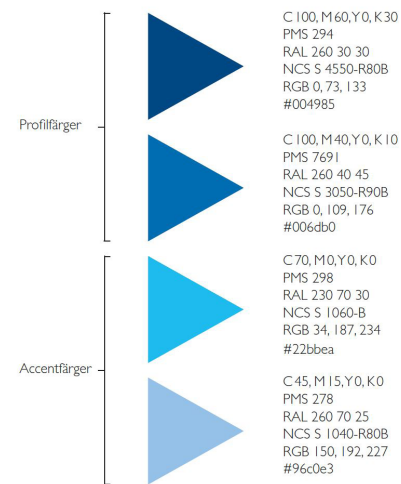 Profilfärger
C 100, M 60, Y 0, K 30
PMS 294
RAL 260 30 30
NCS S 4550-R80B
RGB 0, 73, 133
#004985
C 100, M 40, Y 0, K 10
PMS 7691
RAL 260 40 45
NCS S 3050-R90B
RGB 0, 109, 176
#006db0
Accentfärger
C 70, M 0, Y 0, K 0
PMS 298
RAL 230 70 30
NCS S 1060-B
RGB 34, 187, 234
#22bbea
C 45, M 15, Y 0, K 0
PMS 278
RAL 260 70 25
NCS S 1040-R80B
RGB 150, 192, 227
#96c0e3